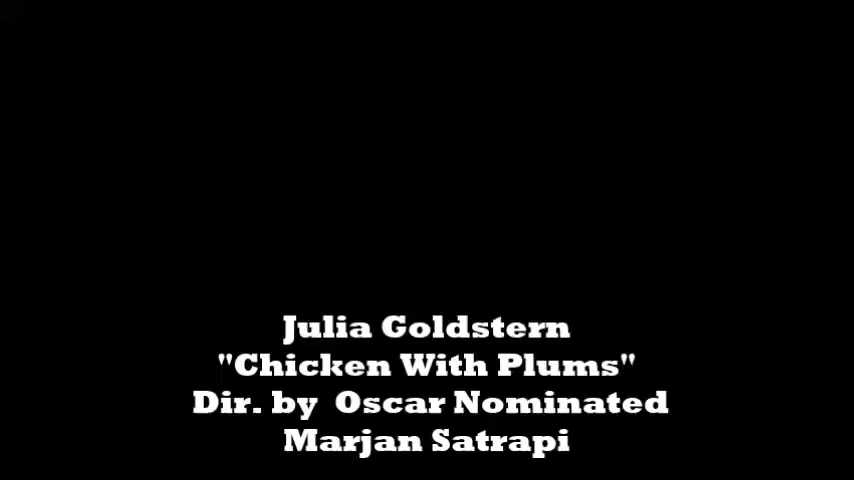 Julia Goldstern
"Chicken With Plums"
Dir. by  Oscar Nominated
Marjan Satrapi